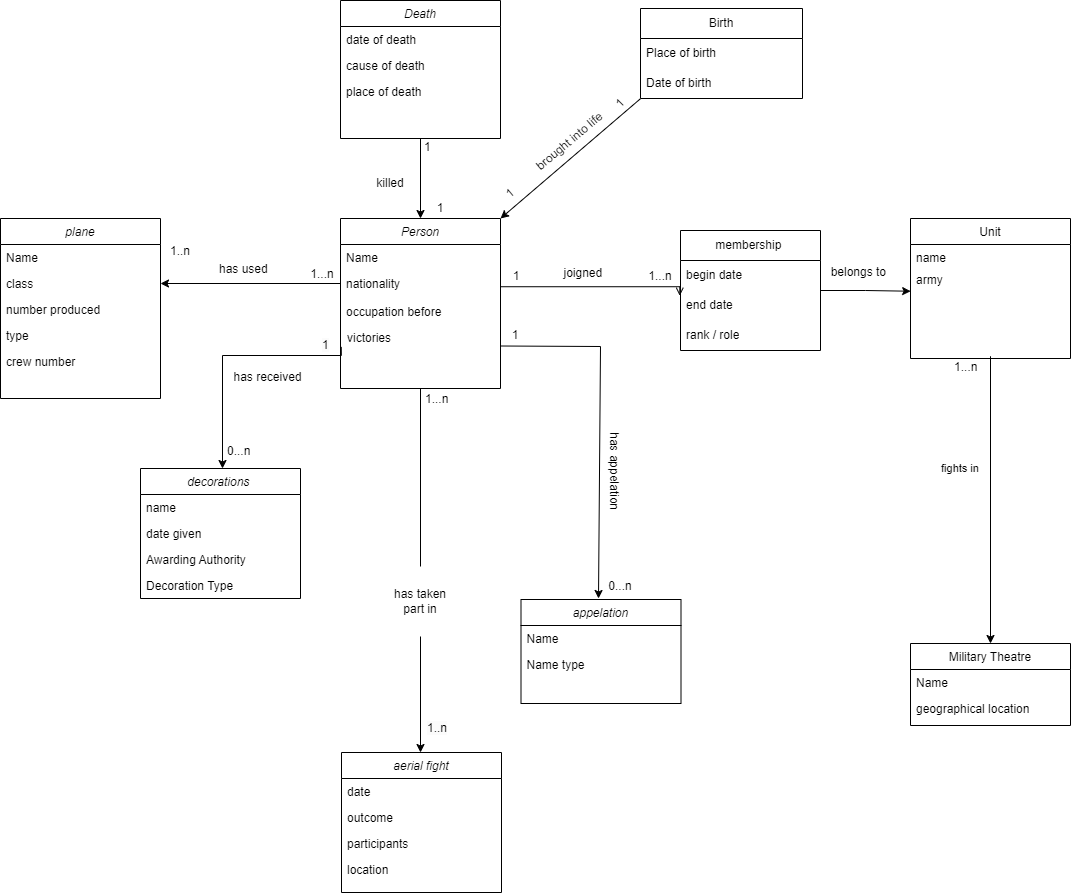 Death
date of death
cause of death
place of death
Birth
Place of birth
Date of birth
1
brought into life
1
1
killed
1
plane
Name
class
number produced
type
crew number
1..n
has used
1...n
Person
Name
nationality
occupation before
victories
1
joigned
1...n
membership
begin date
end date
rank / role
belongs to
Unit
name
army
1
has received
0...n
1
has appelation
0...n
1...n
fights in
1...n
decorations
name
date given
Awarding Authority
Decoration Type
has taken
part in
1..n
appelation
Name
Name type
Military Theatre
Name
geographical location
aerial fight
date
outcome
participants
location